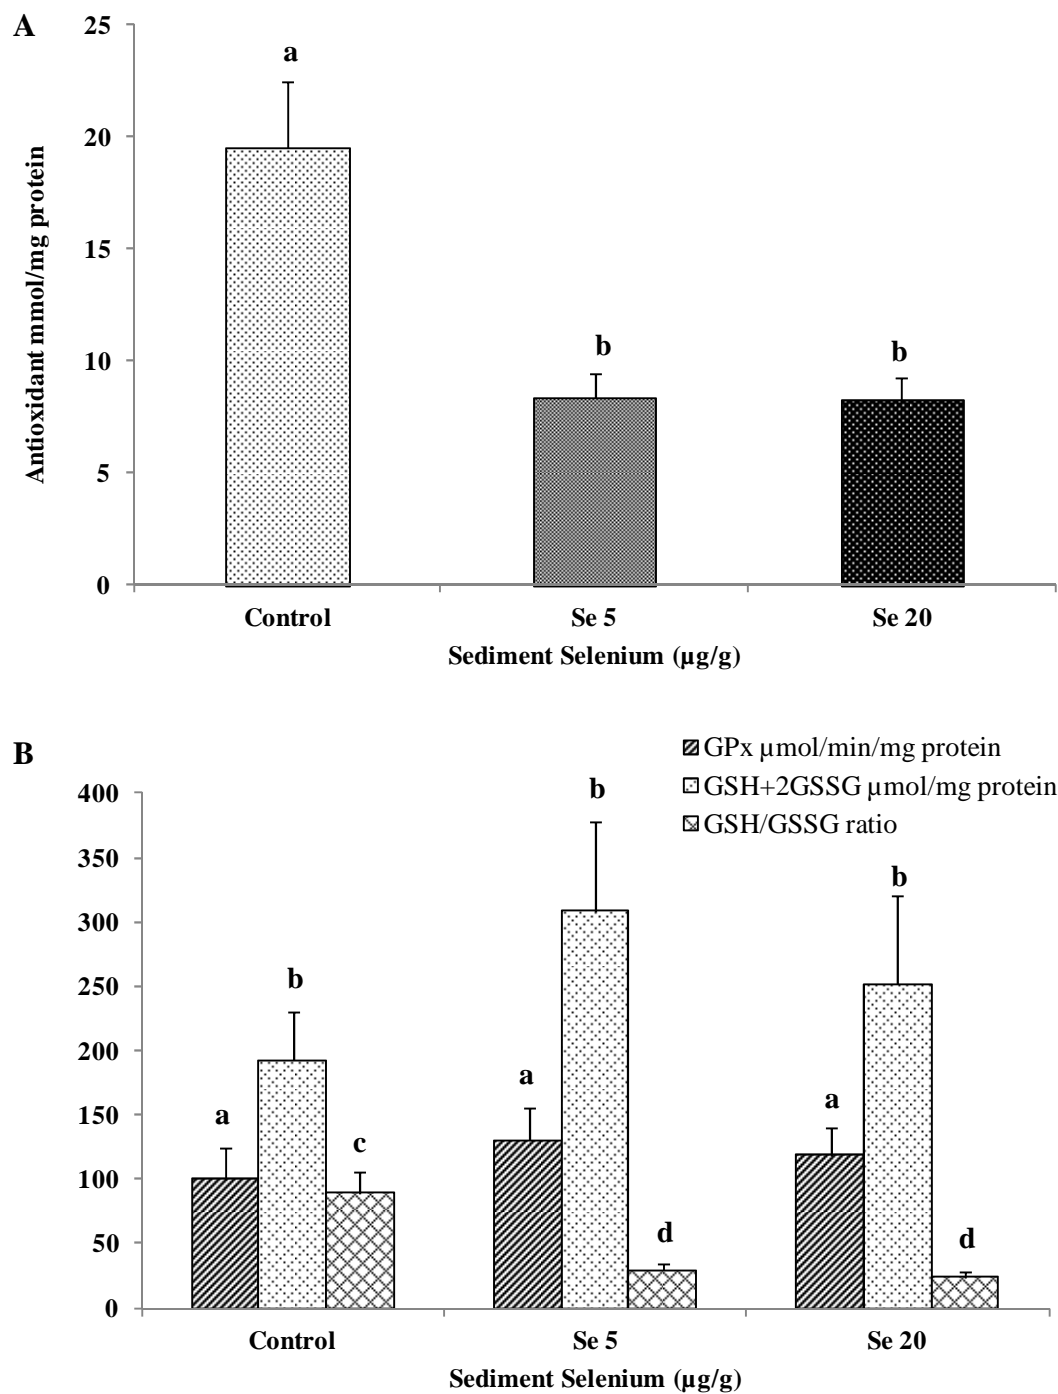 A
25
20
15
10
5
0
Antioxidant mmol/mg protein
a
b
b
Control
Se 5
Se 20
Sediment Selenium (µg/g)
B
GPx µmol/min/mg protein
GSH+2GSSG µmol/mg protein
GSH/GSSG ratio
400
350
300
250
200
150
100
50
0
a
b
c
a
b
d
a
b
d
Control
Se 5
Se 20
Sediment Selenium (µg/g)